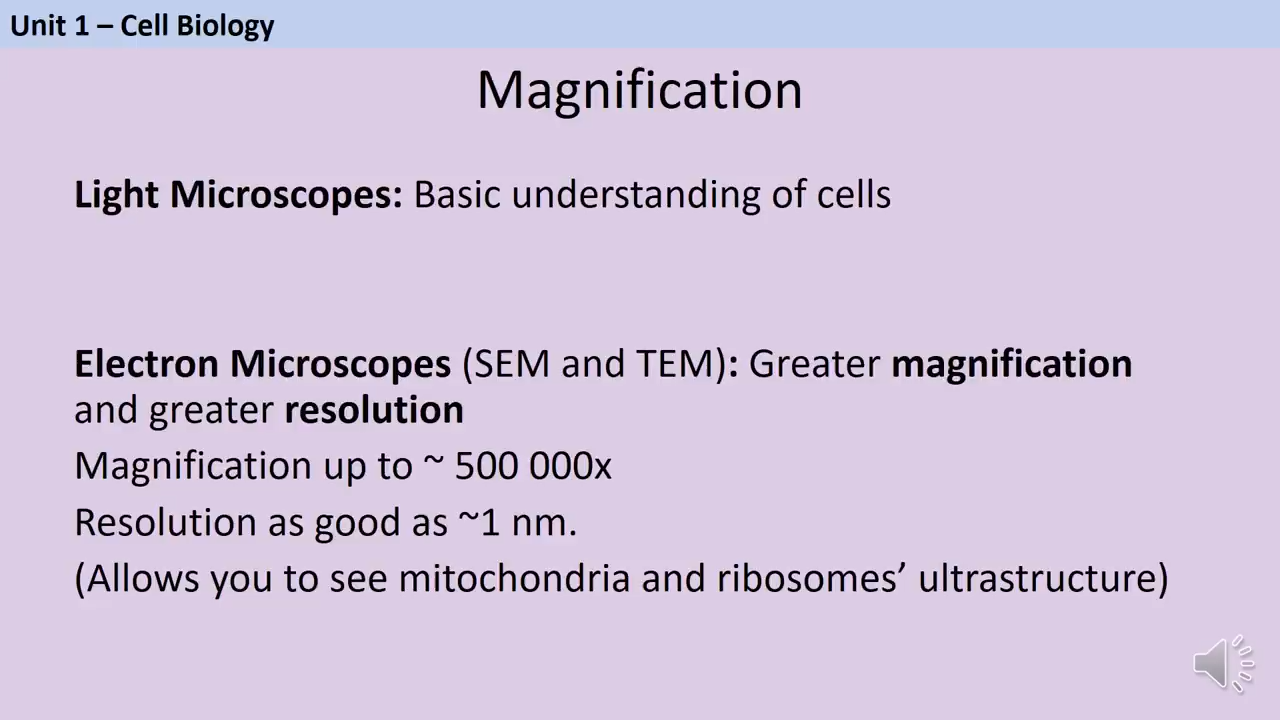 Unit 1 – Cell Biology
Magnification
Light Microscopes: Basic understanding of cells
Electron Microscopes (SEM and TEM): Greater magnification
and greater resolution
Magnification up to ~ 500 000x
Resolution as good as ~1 nm.
(Allows you to see mitochondria and ribosomes’ ultrastructure)